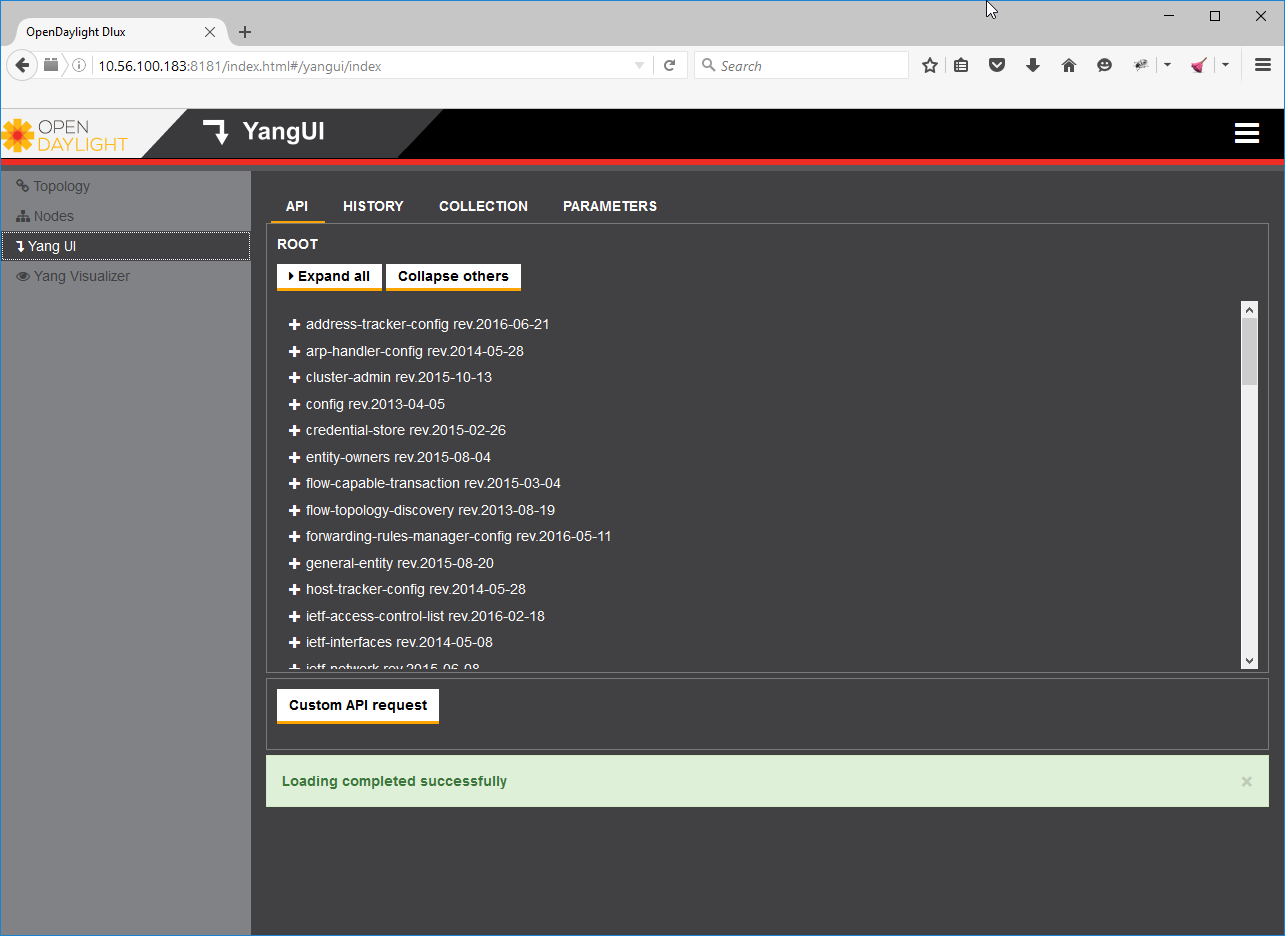 OpenDaylight Dlux
10.56.100.183:8181/index.html#/yangui/index
Search
OPEN
DAYLIGHT
YangUI
Topology
Nodes
Yang UI
Yang Visualizer
API HISTORY COLLECTION PARAMETERS
ROOT
Expand all Collapse others
address-tracker-config rev.2016-06-21
arp-handler-config rev.2014-05-28
cluster-admin rev.2015-10-13
config rev.2013-04-05
credential-store rev.2015-02-26
entity-owners rev.2015-08-04
flow-capable-transaction rev.2015-03-04
flow-topology-discovery rev.2013-08-19
forwarding-rules-manager-config rev.2016-05-11
general-entity rev.2015-08-20
host-tracker-config rev.2014-05-28
ietf-access-control-list rev.2016-02-18
ietf-interfaces rev.2014-05-08
ietf-network rev.2015-06-08
Custom API request
Loading completed successfully